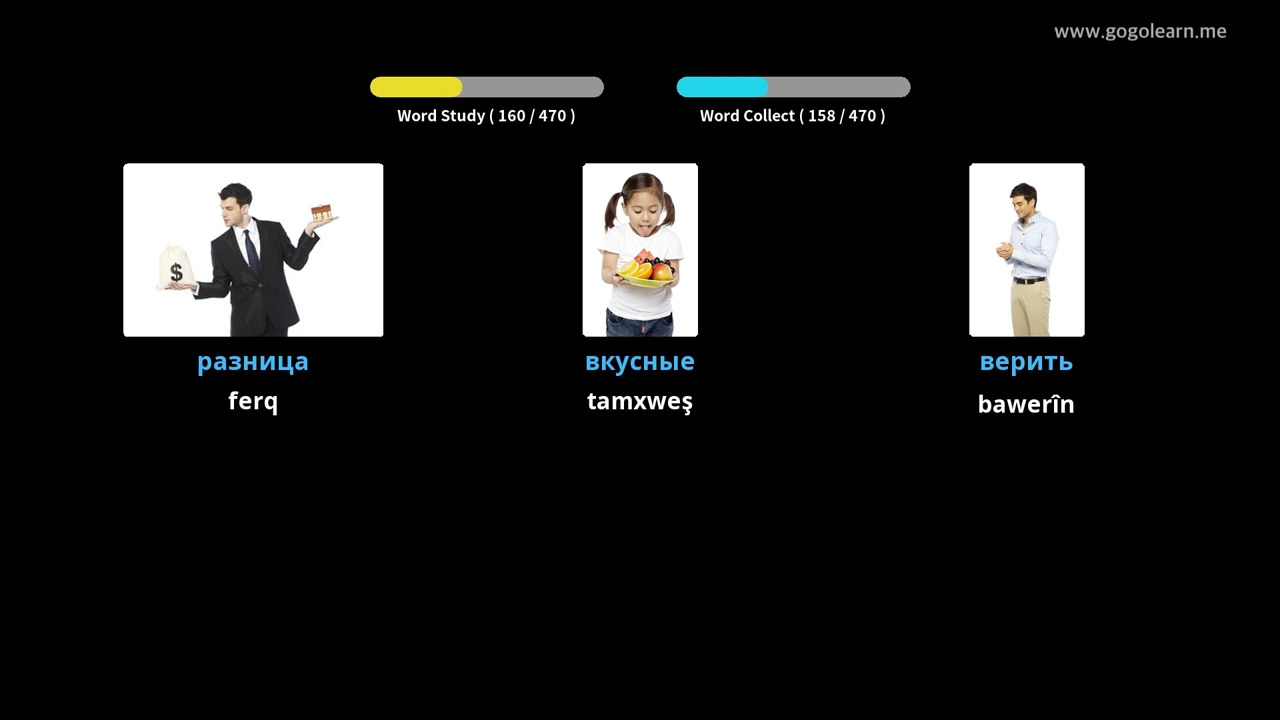 www.gogolearn.me
Word Study ( 160 / 470 )
Word Collect ( 158 / 470 )
$
разница
вкусные
верить
ferq
tamxweş
bawerîn